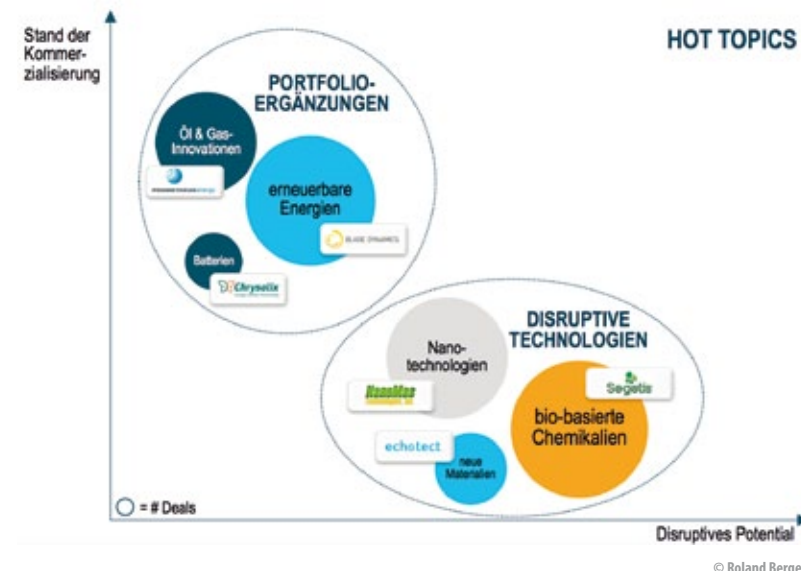 Stand der
Kommer-
zialisierung
HOT TOPICS
PORTFOLIO-
ERGÄNZUNGEN
Öl & Gas-
Innovationen
erneuerbare
Energien
BLADE DYNAMICS
Batterien
Chrysalix
DISRUPTIVE
TECHNOLOGIEN
Nano-
technologien
NanoMas
Segetis
bio-basierte
Chemikalien
echotect
neue
Materialien
= # Deals
Disruptives Potential
© Roland Berge